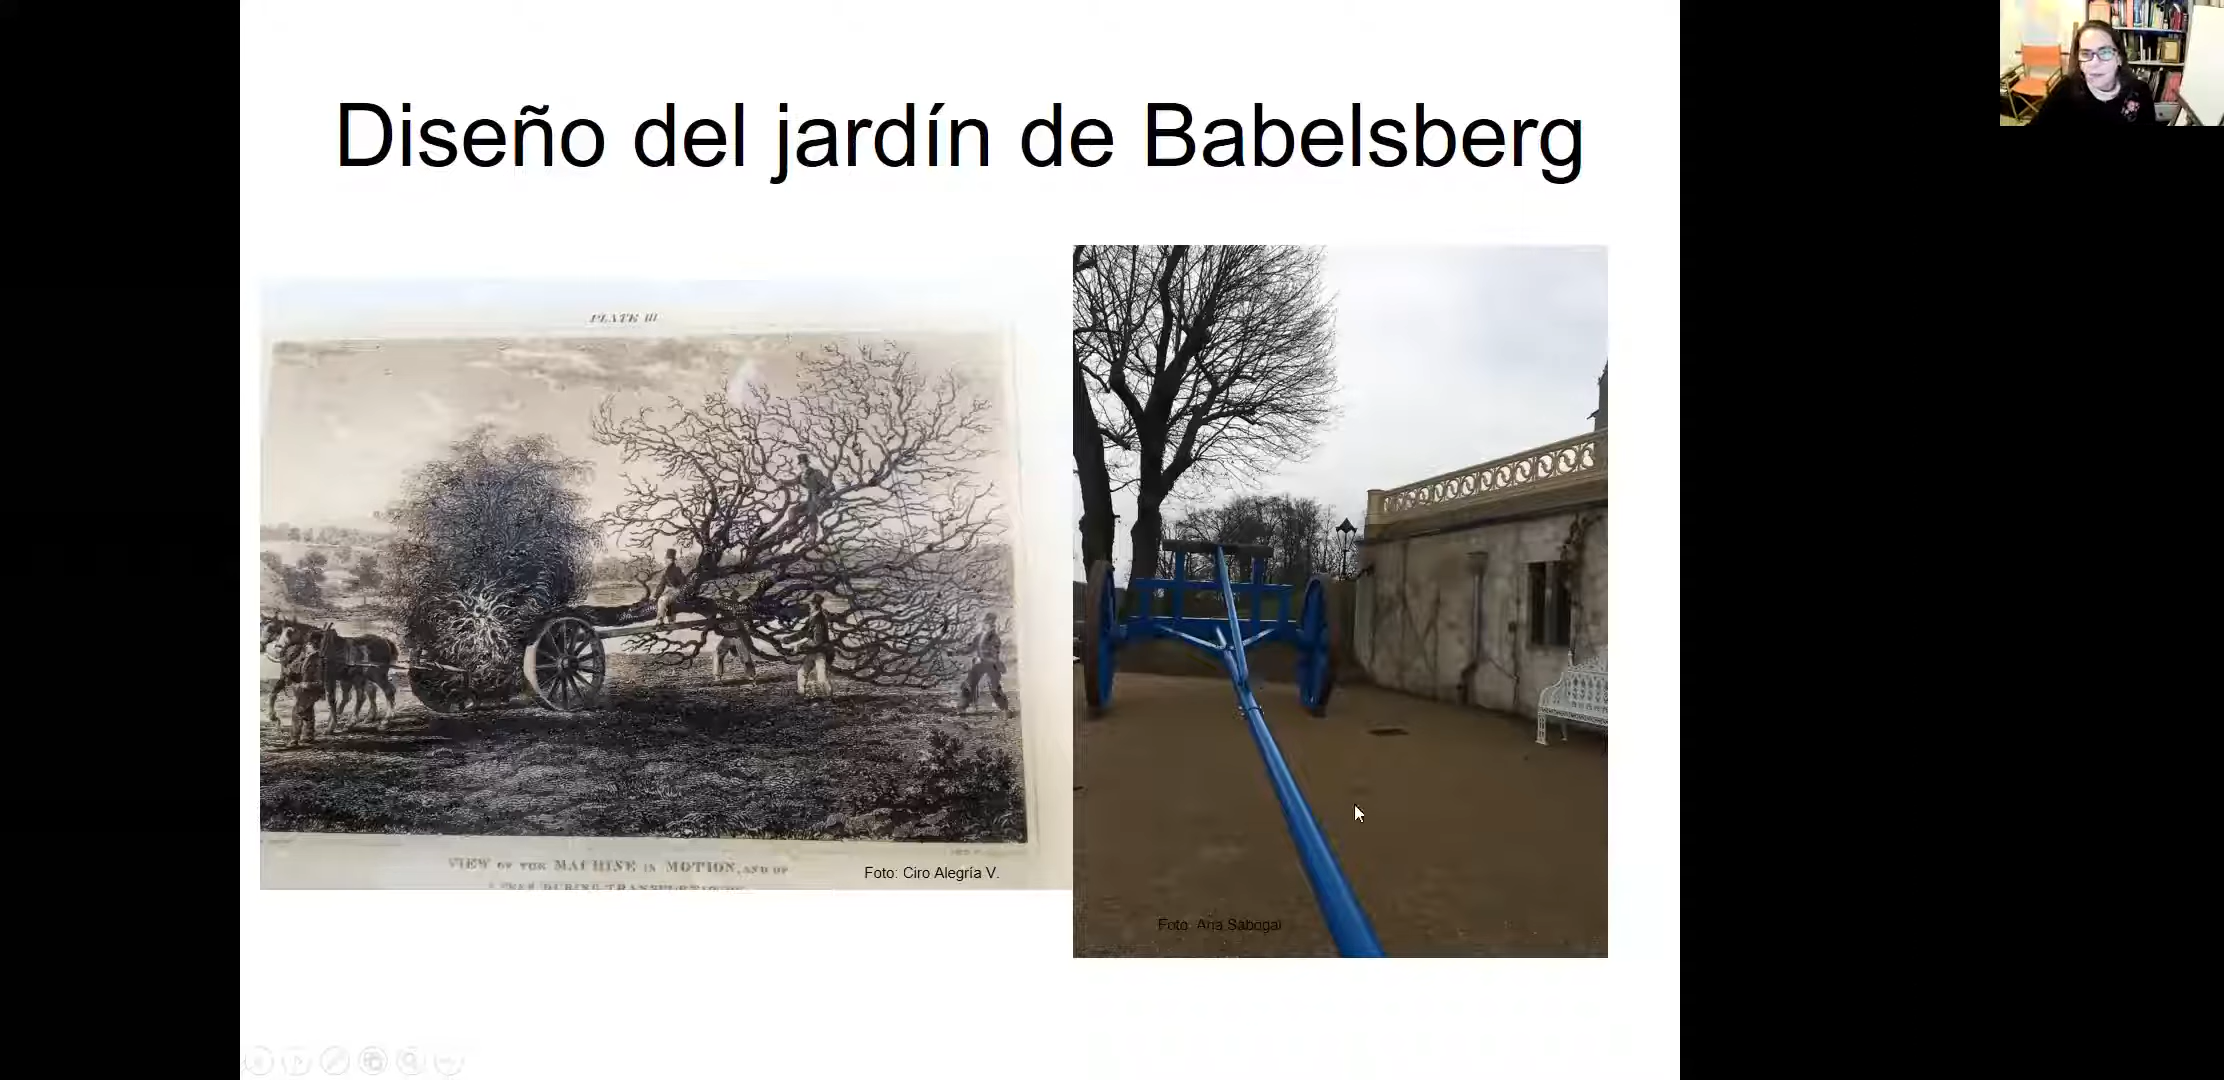 Diseño del jardín de Babelsberg
PLATE III
VIEW OF THE MACHINE IN MOTION, AND OF
Foto: Ciro Alegría V.
Foto: Ana Sabogal